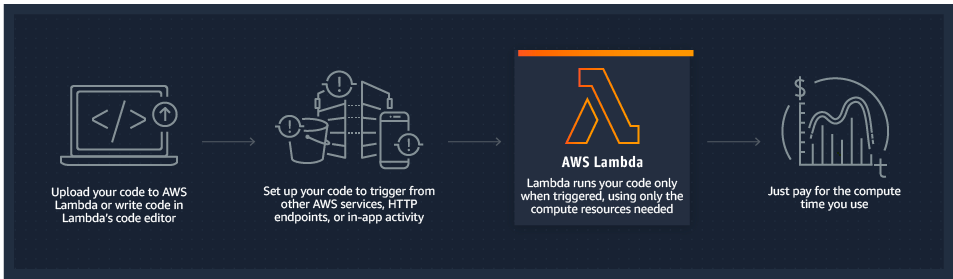 </>
$
t
Upload your code to AWS
Lambda or write code in
Lambda's code editor
Set up your code to trigger from
other AWS services, HTTP
endpoints, or in-app activity
AWS Lambda
Lambda runs your code only
when triggered, using only the
compute resources needed
Just pay for the compute
time you use